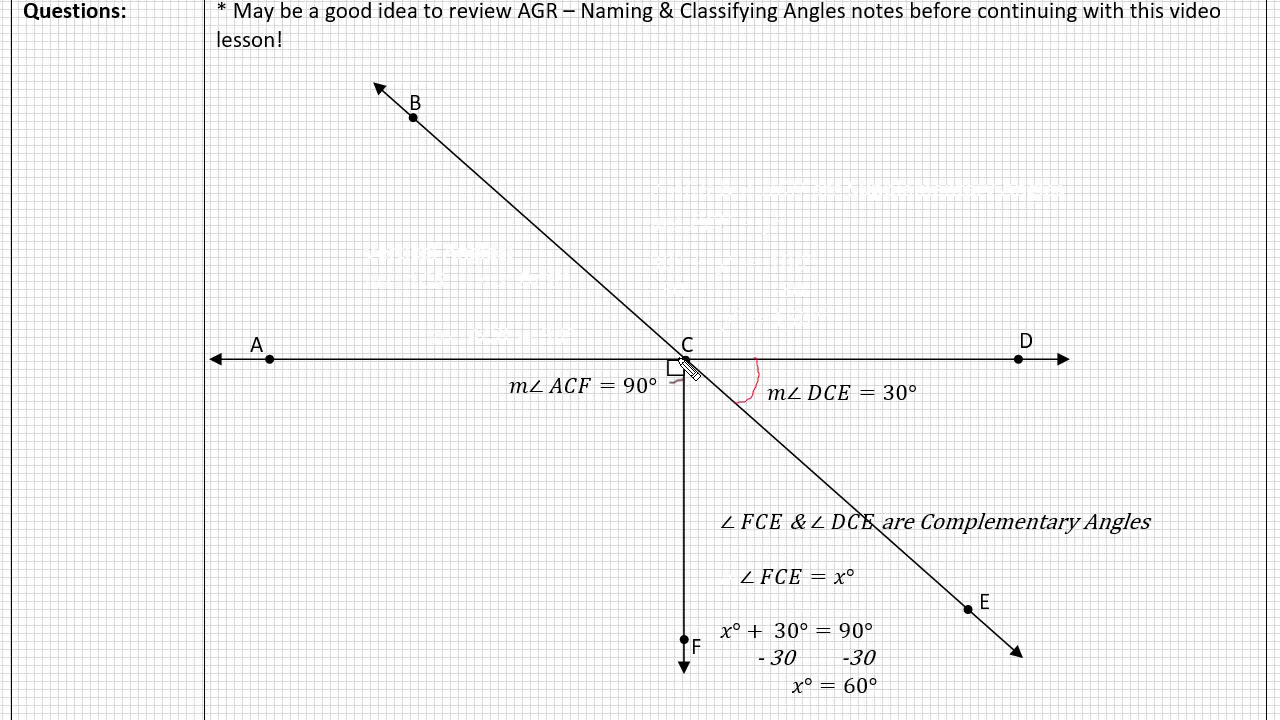 Questions:
* May be a good idea to review AGR – Naming & Classifying Angles notes before continuing with this video
lesson!
B
A
C
D
m∠ ACF = 90°
m∠ DCE = 30°
∠ FCE & ∠ DCE are Complementary Angles
∠ FCE = x°
E
x° + 30° = 90°
F
- 30 -30
x° = 60°